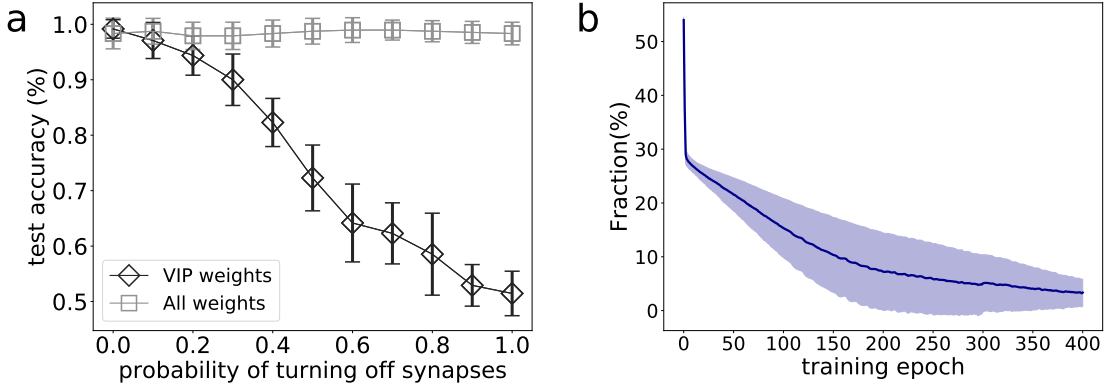 a
test accuracy (%)
1.0
0.9
0.8
0.7
0.6
0.5
VIP weights
All weights
0.0 0.2 0.4 0.6 0.8 1.0
probability of turning off synapses
b
Fraction(%)
50
40
30
20
10
0
0 50 100 150 200 250 300 350 400
training epoch